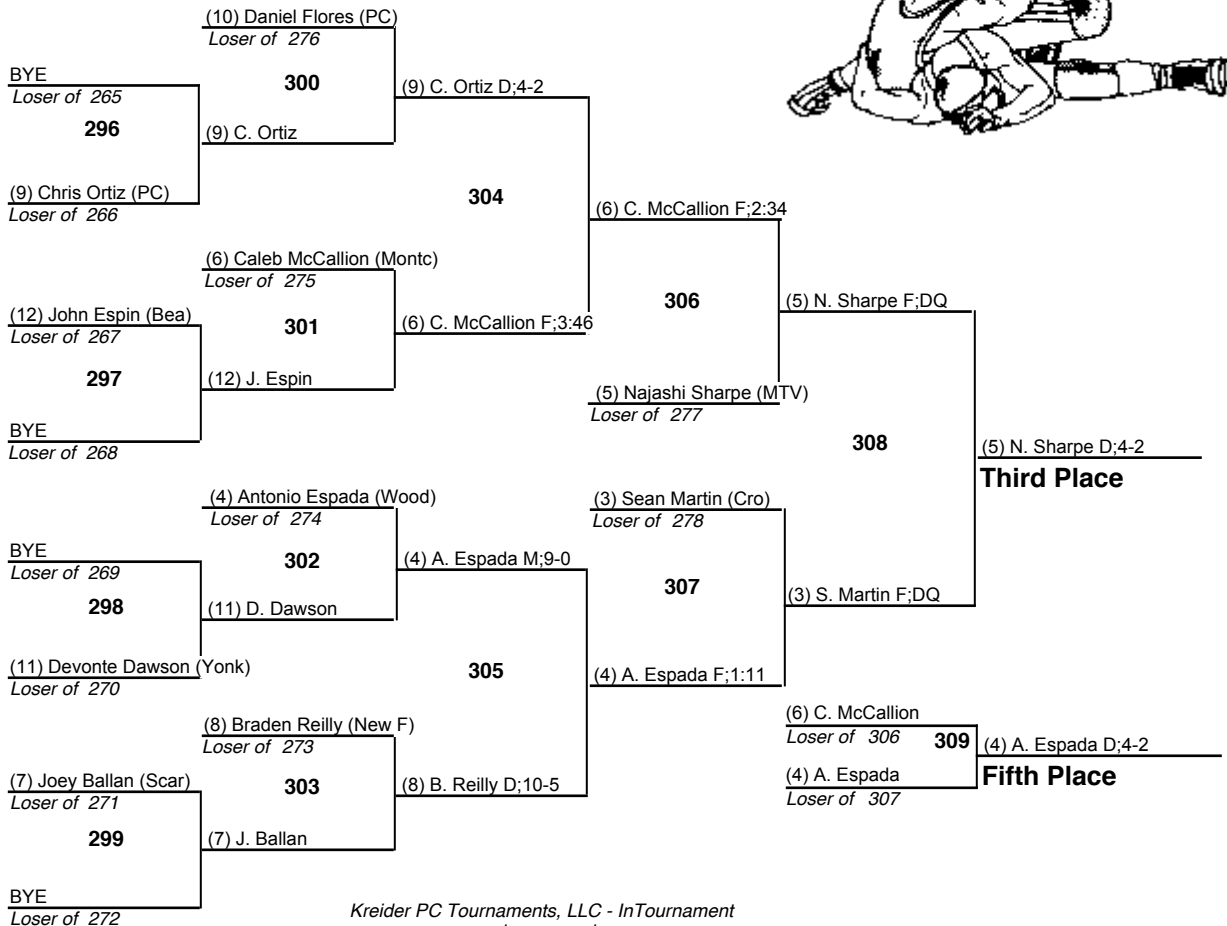 (10) Daniel Flores (PC)
Loser of 276
300
BYE
Loser of 265
296
(9) Chris Ortiz (PC)
Loser of 266
(9) C. Ortiz
(9) C. Ortiz D;4-2
304
(6) Caleb McCallion (Montc)
Loser of 275
301
(12) John Espin (Bea)
Loser of 267
297
(12) J. Espin
BYE
Loser of 268
(6) C. McCallion F;3:46
(6) C. McCallion F;2:34
306
(5) Najashi Sharpe (MTV)
Loser of 277
(5) N. Sharpe F;DQ
308
(5) N. Sharpe D;4-2
Third Place
(4) Antonio Espada (Wood)
Loser of 274
302
BYE
Loser of 269
298
(11) D. Dawson
(11) Devonte Dawson (Yonk)
Loser of 270
(4) A. Espada M;9-0
305
(8) Braden Reilly (New F)
Loser of 273
303
(7) Joey Ballan (Scar)
Loser of 271
299
(7) J. Ballan
BYE
Loser of 272
(8) B. Reilly D;10-5
(3) Sean Martin (Cro)
Loser of 278
307
(4) A. Espada F;1:11
(3) S. Martin F;DQ
(6) C. McCallion
Loser of 306
309
(4) A. Espada
Loser of 307
(4) A. Espada D;4-2
Fifth Place
Kreider PC Tournaments, LLC - InTournament